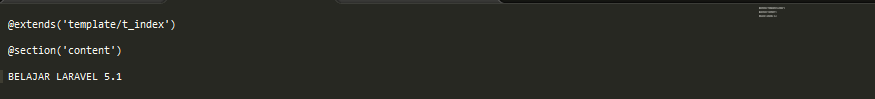 @extends('template/t_index')
@section('content')
BELAJAR LARAVEL 5.1